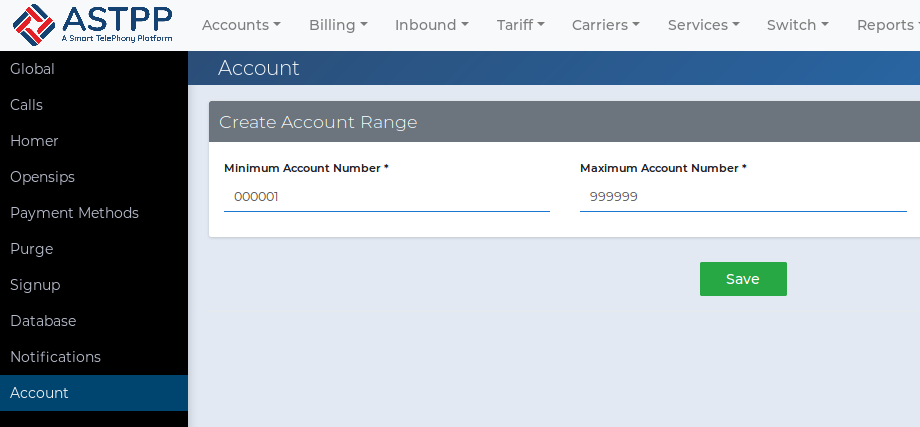 ASTPP
A Smart TelePhony Platform
Accounts Billing Inbound Tariff Carriers Services Switch Reports
Global
Calls
Homer
Opensips
Payment Methods
Purge
Signup
Database
Notifications
Account
Account
Create Account Range
Minimum Account Number * Maximum Account Number *
000001 999999
Save